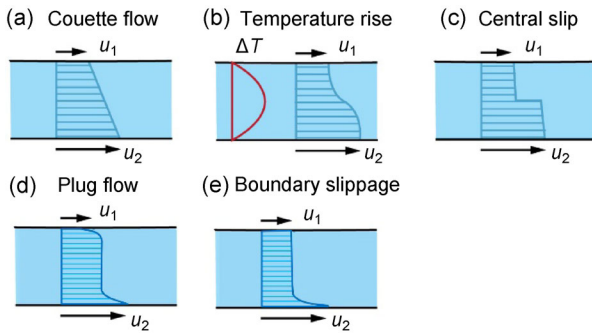 (a) Couette flow
u1
u2
(b) Temperature rise
ΔT
u1
u2
(c) Central slip
u1
u2
(d) Plug flow
u1
u2
(e) Boundary slippage
u1
u2